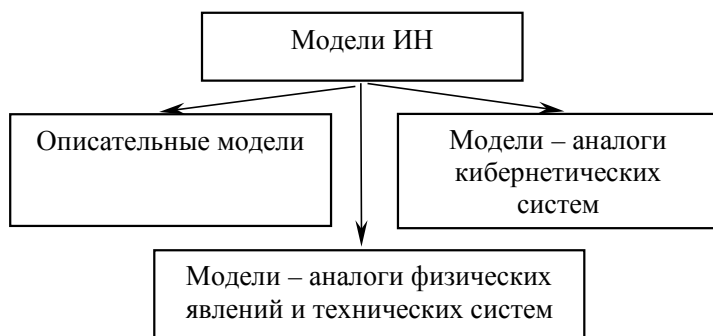 Модели ИН
Описательные модели
Модели – аналоги
кибернетических
систем
Модели – аналоги физических
явлений и технических систем